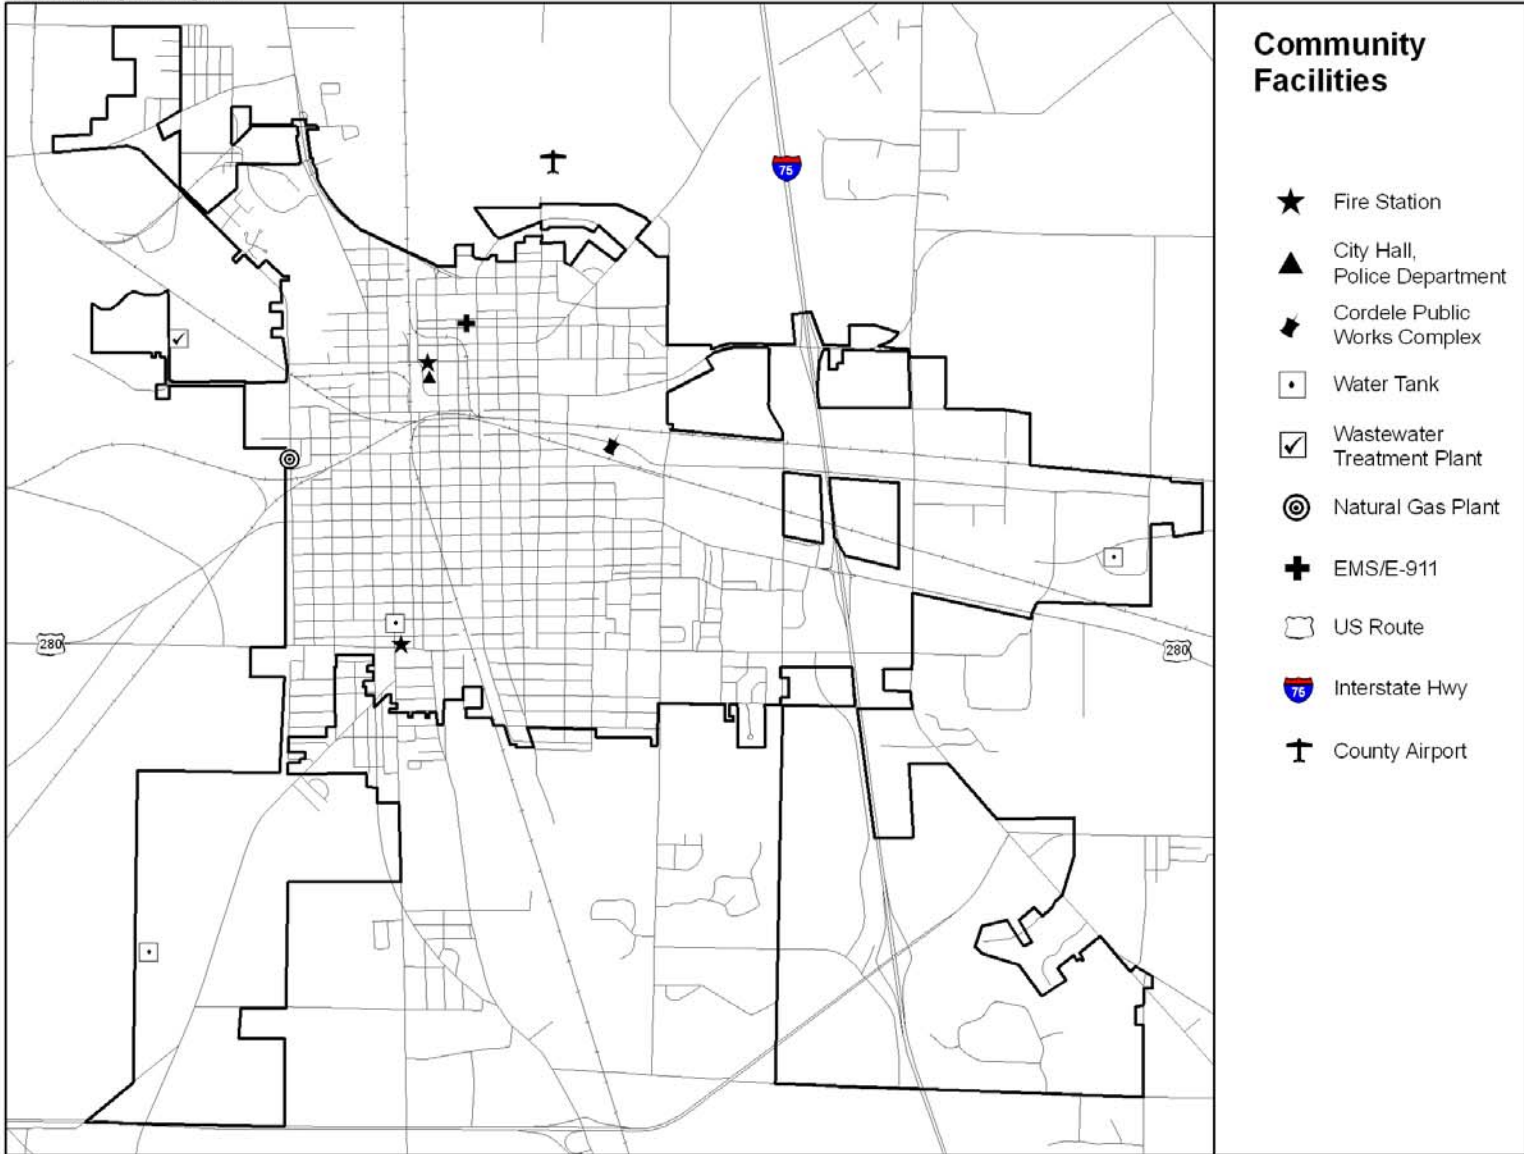 Community
Facilities
75
Fire Station
City Hall,
Police Department
Cordele Public
Works Complex
Water Tank
Wastewater
Treatment Plant
Natural Gas Plant
EMS/E-911
280
US Route
280
75
Interstate Hwy
County Airport